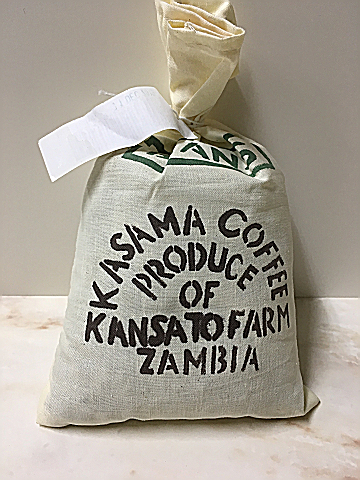 KASAMA COFFEE
PRODUCE
OF
KANSATO FARM
ZAMBIA